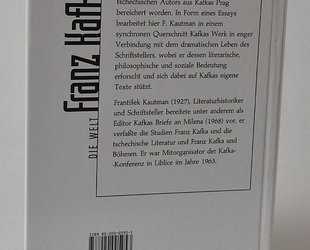 tschechischen Autors aus Kafkas Prag
bereichert worden. In Form eines Essays
bearbeitet hier F. Kautman in einem
synchronen Querschnitt Kafkas Werk in enger
Verbindung mit dem dramatischen Leben des
Schriftstellers, wobei er dessen literarische,
philosophische und soziale Bedeutung
erforscht und sich dabei auf Kafkas eigene
Texte stützt.
František Kautman (1927), Literaturhistoriker
und Schriftsteller bereitete unter anderem als
Editor Kafkas Briefe an Milena (1968) vor, er
verfaßte die Studien Franz Kafka und die
tschechische Literatur und Franz Kafka und
Böhmen. Er war Mitorganisator der Kafka-
Konferenz in Liblice im Jahre 1963.
DIE WELT
Franz Kafk